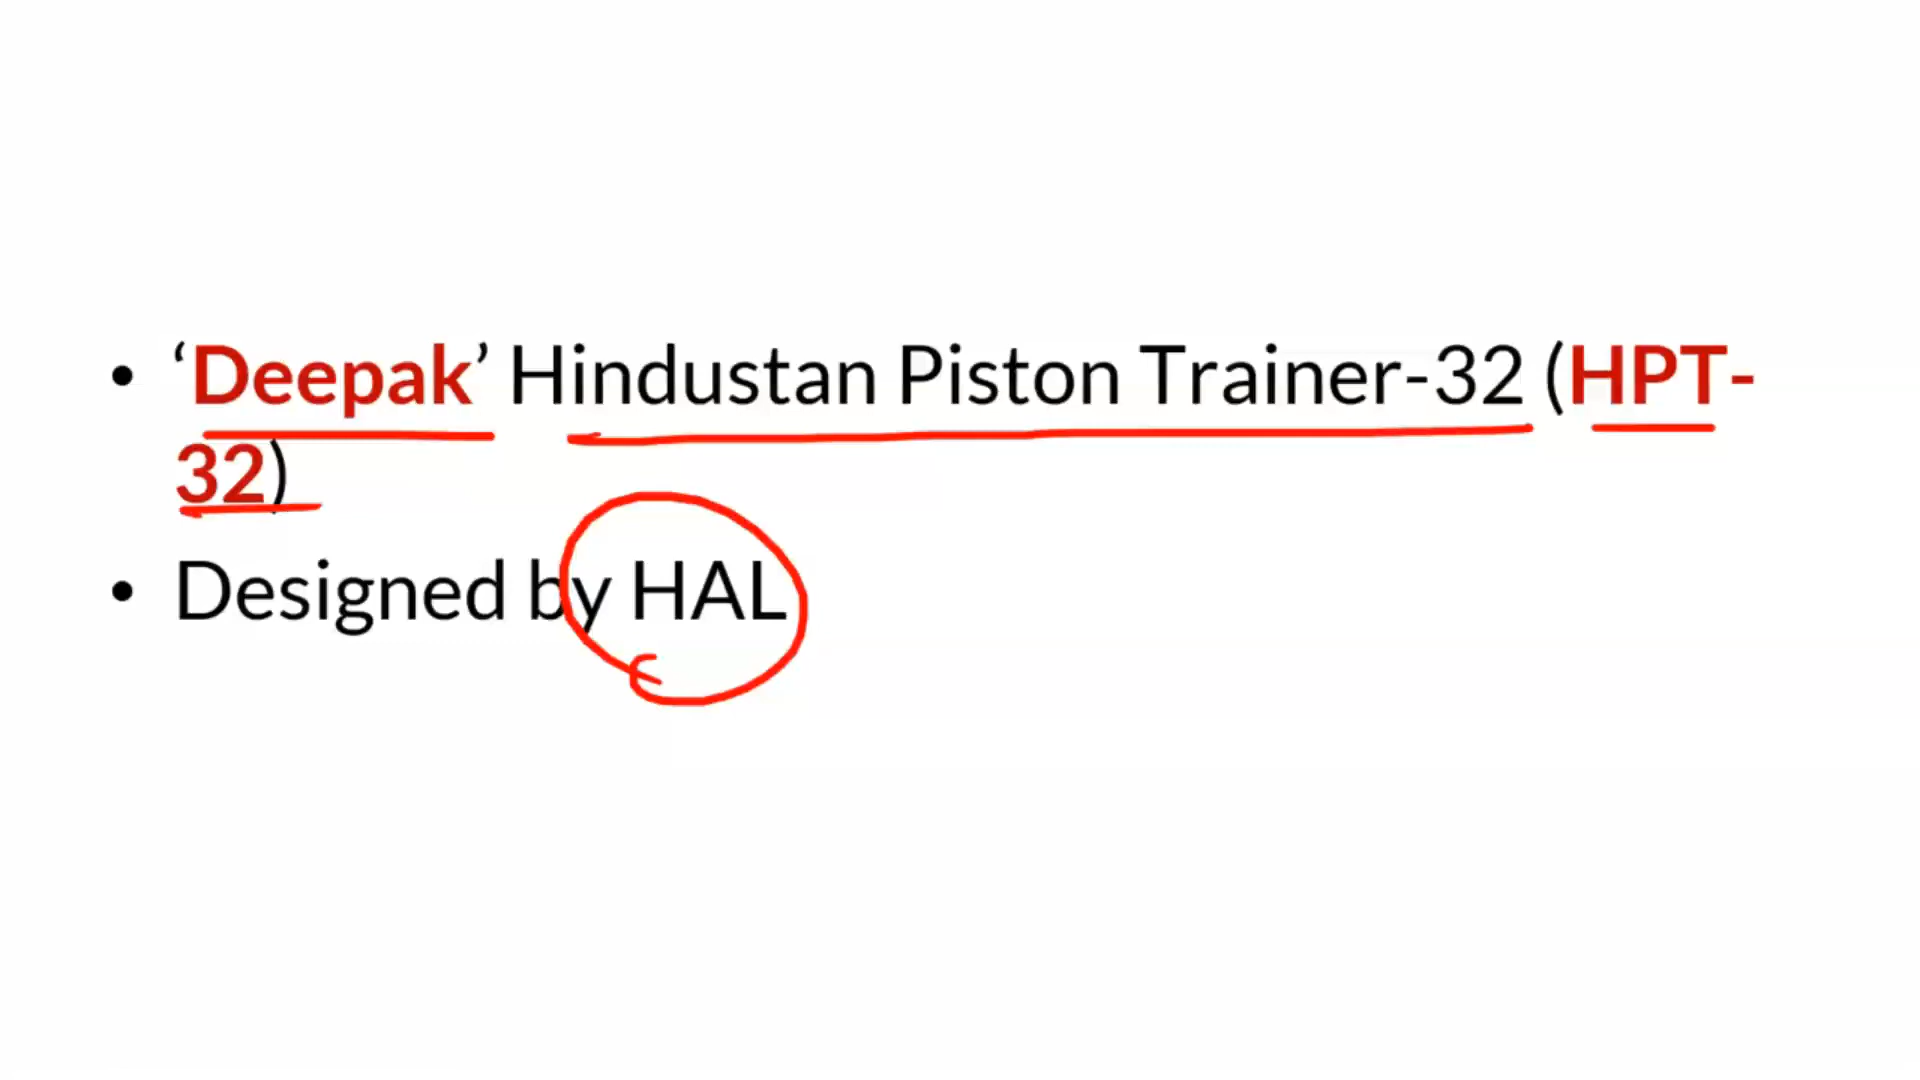 • ‘Deepak’ Hindustan Piston Trainer-32 (HPT-
32)
• Designed by HAL